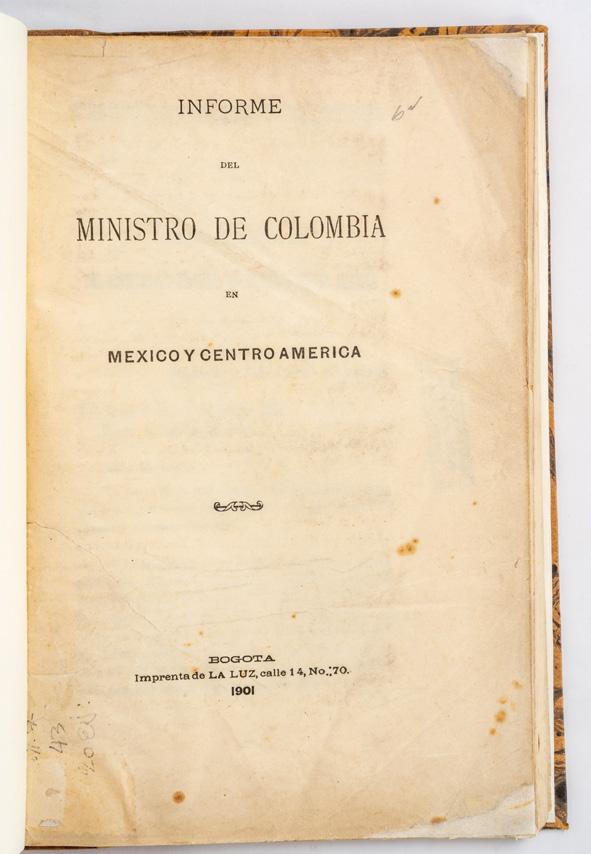 INFORME
DEL
MINISTRO DE COLOMBIA
EN
MEXICO Y CENTRO AMERICA
BOGOTA
Imprenta de LA LUZ, calle 14, No. 70.
1901
43